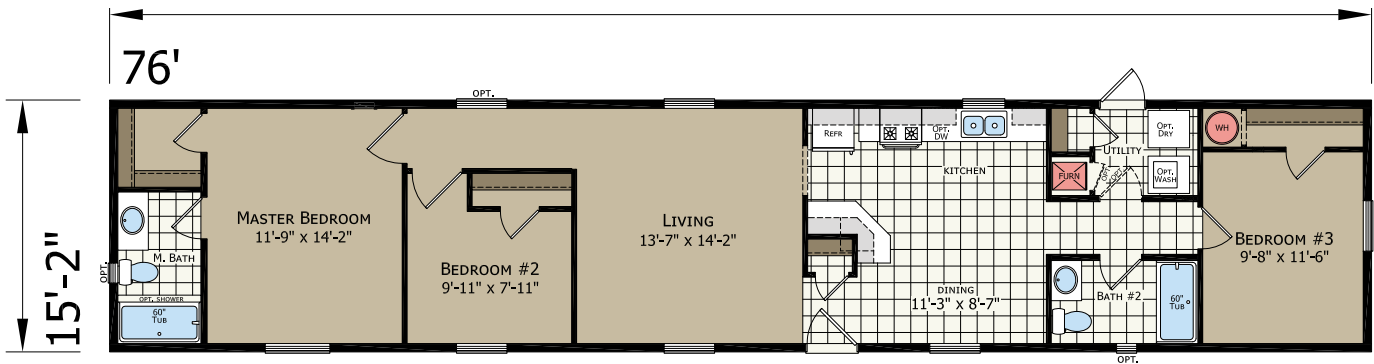 76'
15'-2"
OPT.
MASTER BEDROOM
11'-9" x 14'-2"
M. BATH
OPT.
OPT. SHOWER
60"
TUB
BEDROOM #2
9'-11" x 7'-11"
LIVING
13'-7" x 14'-2"
REFR
OPT.
DW
KITCHEN
DINING
11'-3" x 8'-7"
UTILITY
OPT.
DRY
OPT.
WASH
FURN
OPT.
OPT.
BATH #2
60"
TUB
OPT.
WH
BEDROOM #3
9'-8" x 11'-6"